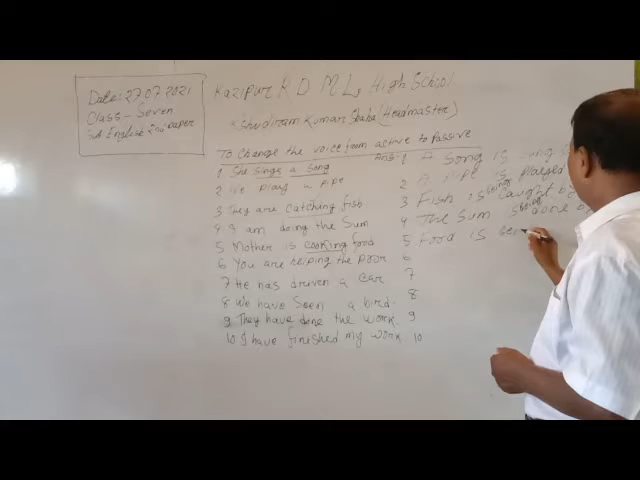 Date: 27.07.2021
Class - Seven
Sub English 2nd paper
Kazipur K D M L High School
Kshudiram Kumar Shaha (Headmaster)
To Change the voice from active to Passive
1 She sings a song
2 We play a pipe
3 They are catching fish
4 I am doing the Sum
5 Mother is cooking food
6 You are helping the poor
7 He has driven a car
8 We have seen a bird.
9 They have done the work
10 I have finished my work
Ans: 1 A Song is sung
2 A Pipe is played
3 Fish is being caught by
4 The Sum is being done by
5 Food is
6
7
8
9
10